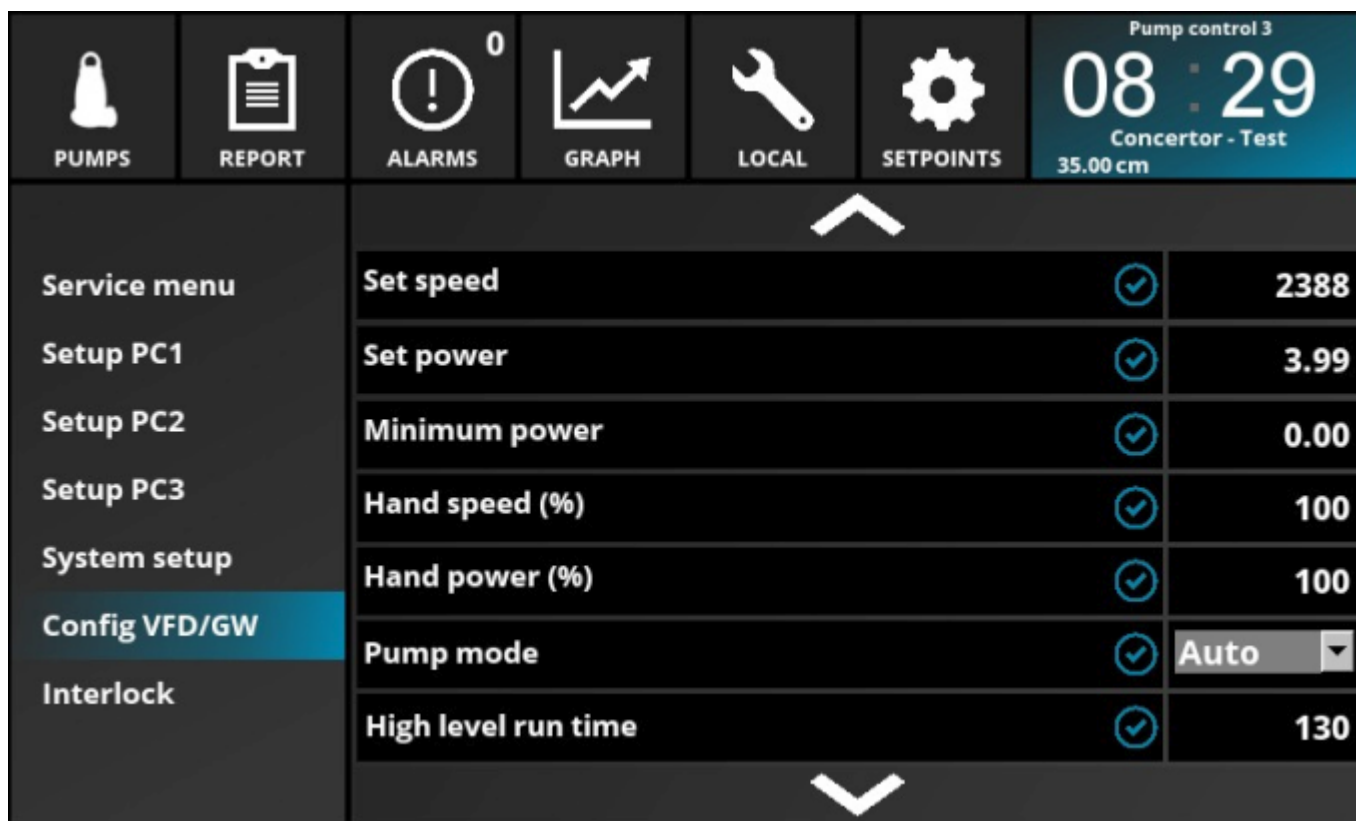 0
PUMPS
REPORT
ALARMS
GRAPH
LOCAL
SETPOINTS
Pump control 3
08 : 29
Concertor - Test
35.00 cm
Service menu
Setup PC1
Setup PC2
Setup PC3
System setup
Config VFD/GW
Interlock
Set speed 2388
Set power 3.99
Minimum power 0.00
Hand speed (%) 100
Hand power (%) 100
Pump mode Auto
High level run time 130